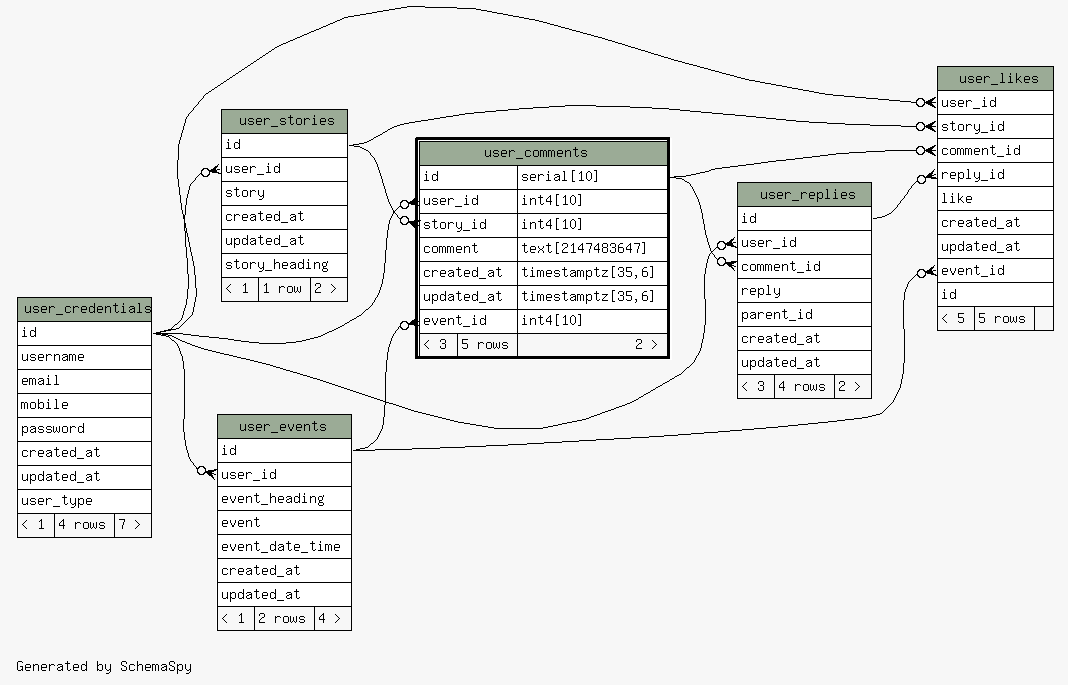 user_likes
user_id
story_id
comment_id
reply_id
like
created_at
updated_at
event_id
id
< 5 5 rows
user_stories
id
user_id
story
created_at
updated_at
story_heading
< 1 1 row 2 >
user_comments
id serial[10]
user_id int4[10]
story_id int4[10]
comment text[2147483647]
created_at timestamptz[35,6]
updated_at timestamptz[35,6]
event_id int4[10]
< 3 5 rows 2 >
user_replies
id
user_id
comment_id
reply
parent_id
created_at
updated_at
< 3 4 rows 2 >
user_credentials
id
username
email
mobile
password
created_at
updated_at
user_type
< 1 4 rows 7 >
user_events
id
user_id
event_heading
event
event_date_time
created_at
updated_at
< 1 2 rows 4 >
Generated by SchemaSpy